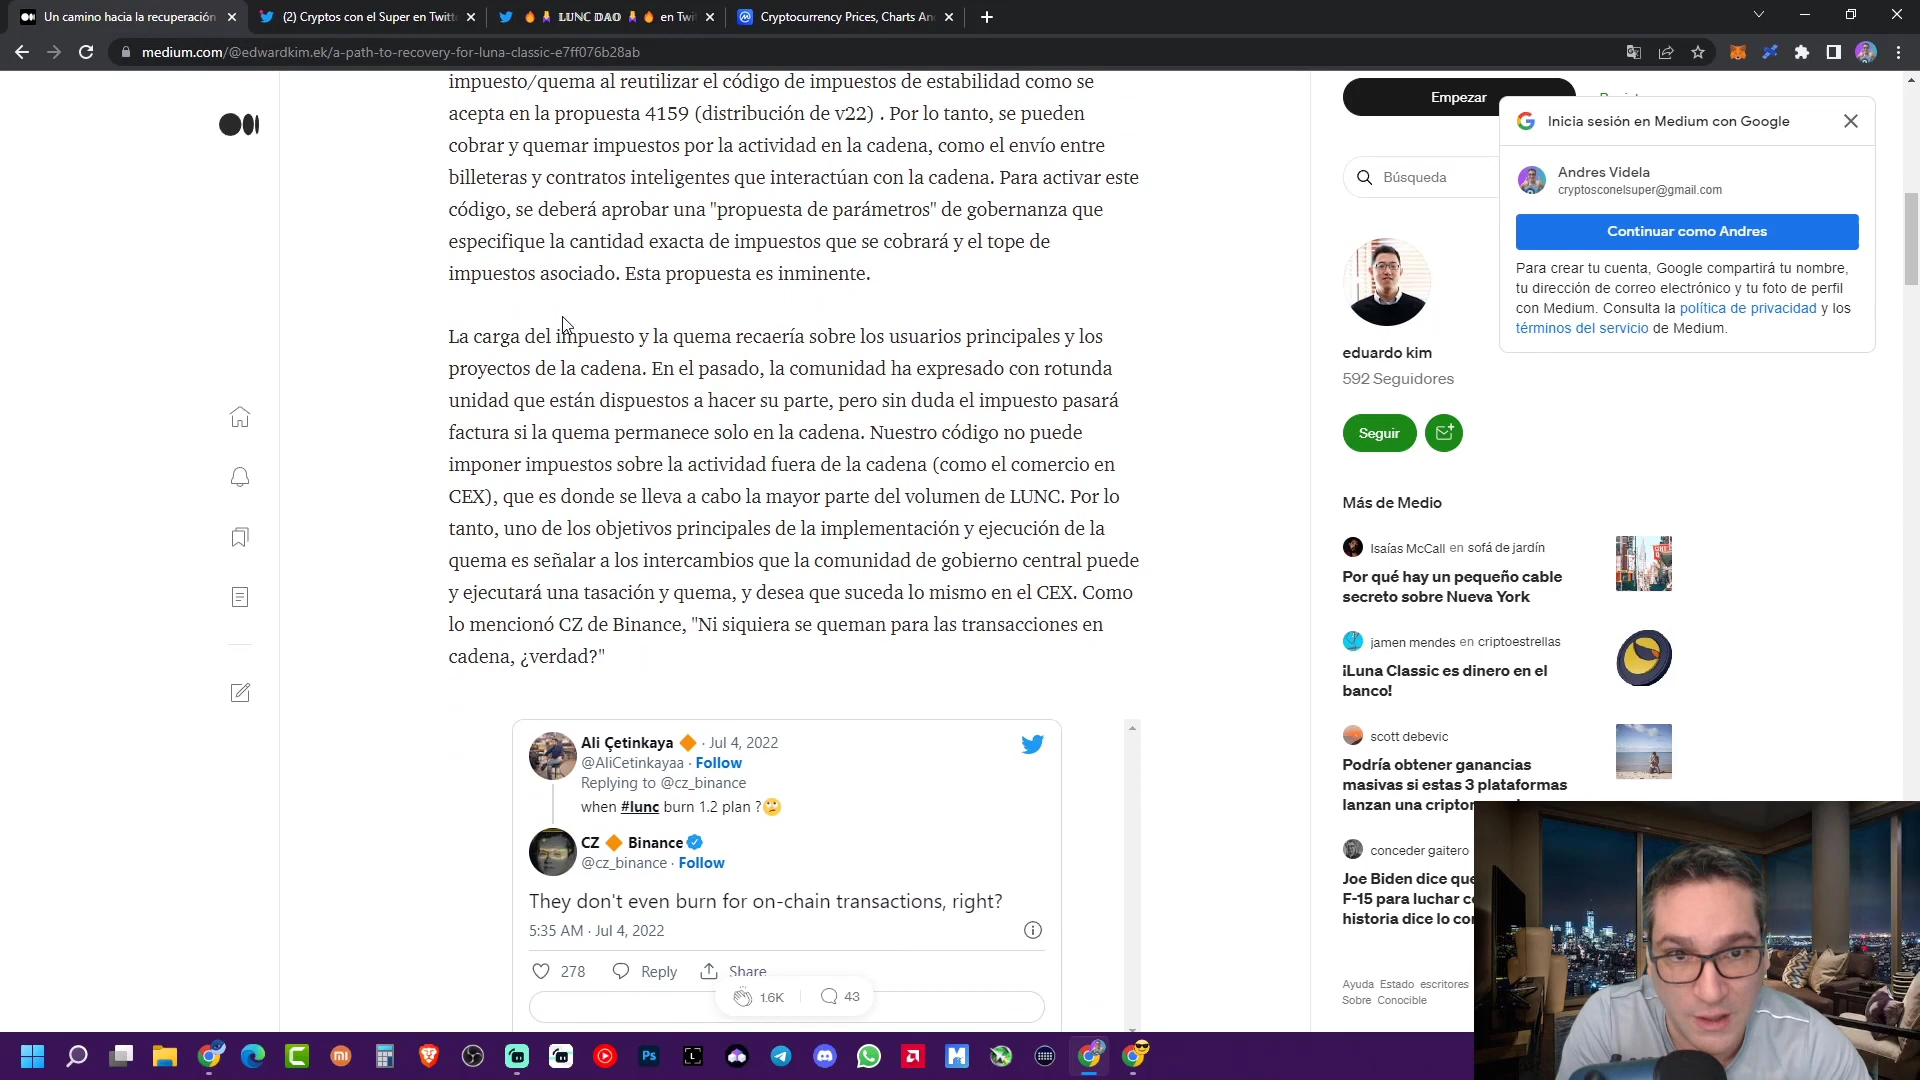 Un camino hacia la recuperación
(2) Cryptos con el Super en Twitt
LUNC DAO
en Twi
Cryptocurrency Prices, Charts An
medium.com/@edwardkim.ek/a-path-to-recovery-for-luna-classic-e7ff076b28ab
impuesto/quema al reutilizar el código de impuestos de estabilidad como se
acepta en la propuesta 4159 (distribución de v22) . Por lo tanto, se pueden
cobrar y quemar impuestos por la actividad en la cadena, como el envío entre
billeteras y contratos inteligentes que interactúan con la cadena. Para activar este
código, se deberá aprobar una "propuesta de parámetros" de gobernanza que
especifique la cantidad exacta de impuestos que se cobrará y el tope de
impuestos asociado. Esta propuesta es inminente.
La carga del impuesto y la quema recaería sobre los usuarios principales y los
proyectos de la cadena. En el pasado, la comunidad ha expresado con rotunda
unidad que están dispuestos a hacer su parte, pero sin duda el impuesto pasará
factura si la quema permanece solo en la cadena. Nuestro código no puede
imponer impuestos sobre la actividad fuera de la cadena (como el comercio en
CEX), que es donde se lleva a cabo la mayor parte del volumen de LUNC. Por lo
tanto, uno de los objetivos principales de la implementación y ejecución de la
quema es señalar a los intercambios que la comunidad de gobierno central puede
y ejecutará una tasación y quema, y desea que suceda lo mismo en el CEX. Como
lo mencionó CZ de Binance, "Ni siquiera se queman para las transacciones en
cadena, ¿verdad?"
Ali Çetinkaya 🔶 · Jul 4, 2022
@AliCetinkayaa · Follow
Replying to @cz_binance
when #lunc burn 1.2 plan ?🙄
CZ 🔶 Binance
@cz_binance · Follow
They don't even burn for on-chain transactions, right?
5:35 AM · Jul 4, 2022
278 Reply Share
1.6K 43
Empezar
Inicia sesión en Medium con Google
Andres Videla
cryptosconelsuper@gmail.com
Continuar como Andres
Para crear tu cuenta, Google compartirá tu nombre,
tu dirección de correo electrónico y tu foto de perfil
con Medium. Consulta la política de privacidad y los
términos del servicio de Medium.
Búsqueda
eduardo kim
592 Seguidores
Seguir
Más de Medio
Isaías McCall en sofá de jardín
Por qué hay un pequeño cable
secreto sobre Nueva York
jamen mendes en criptoestrellas
¡Luna Classic es dinero en el
banco!
scott debevic
Podría obtener ganancias
masivas si estas 3 plataformas
lanzan una cripto
conceder gaitero
Joe Biden dice que
F-15 para luchar c
historia dice lo co
Ayuda Estado escritores
Sobre Conocible